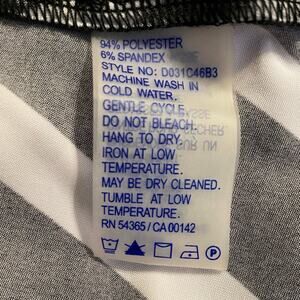 94% POLYESTER
6% SPANDEX
STYLE NO: D031C46B3
MACHINE WASH IN
COLD WATER.
GENTLE CYCLE.
DO NOT BLEACH.
HANG TO DRY.
IRON AT LOW
TEMPERATURE.
MAY BE DRY CLEANED.
TUMBLE AT LOW
TEMPERATURE.
RN 54365 / CA 00142
P